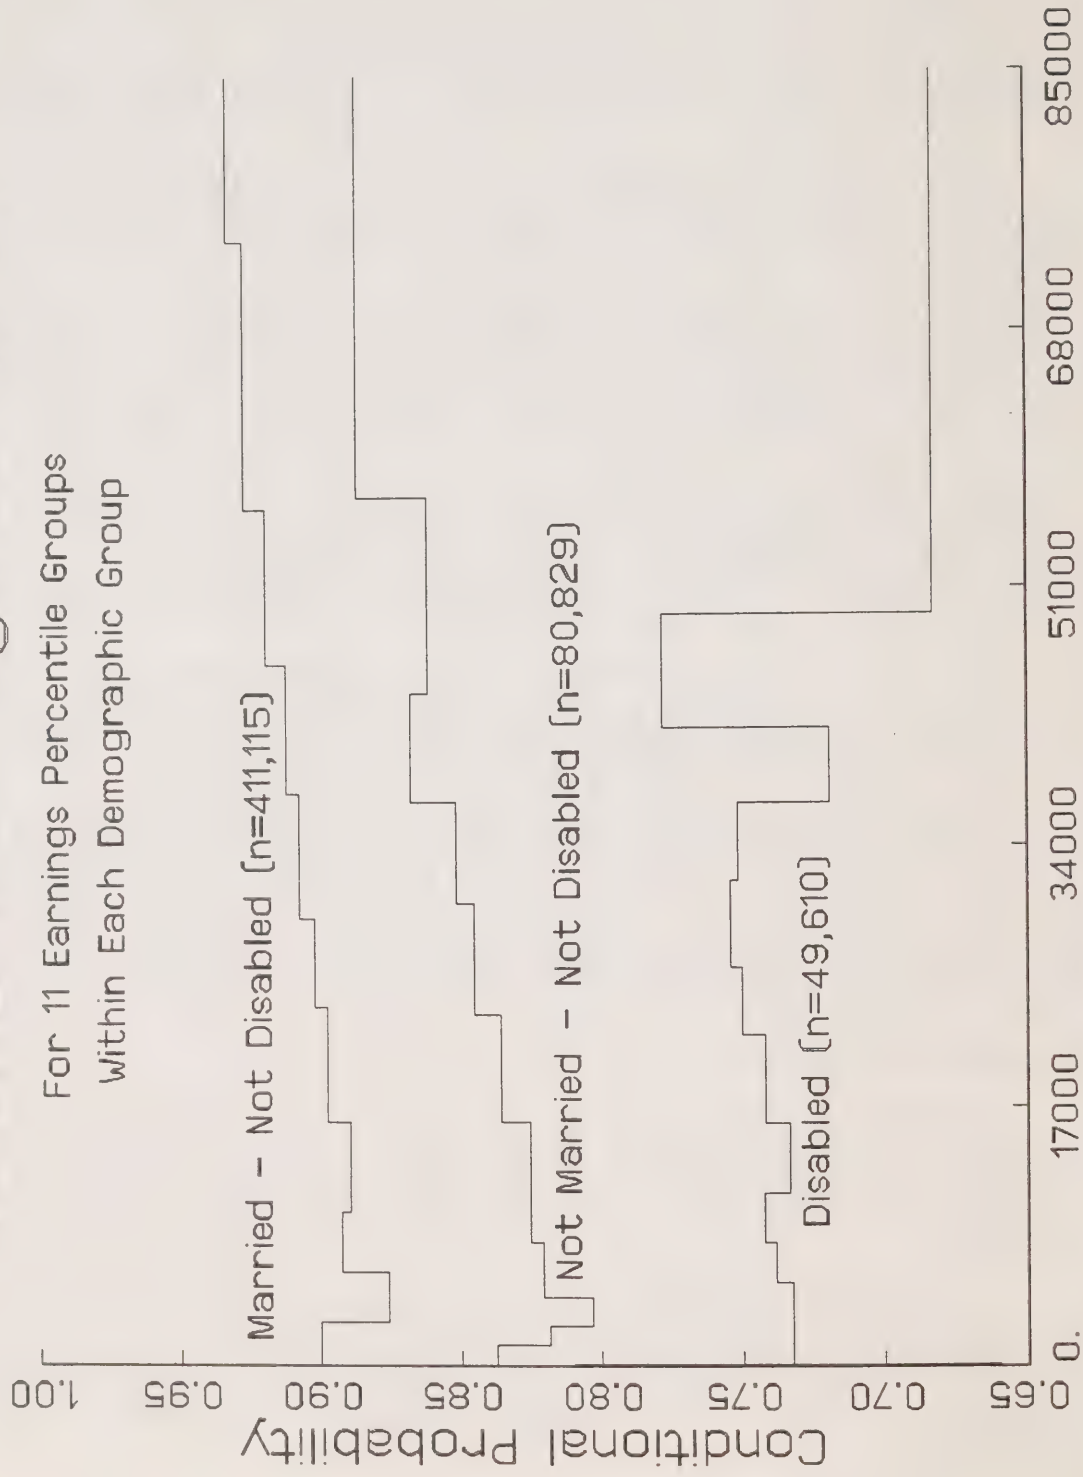 For 11 Earnings Percentile Groups
Within Each Demographic Group
Conditional Probability
1.00
0.95
0.90
0.85
0.80
0.75
0.70
0.65
Married - Not Disabled (n=411,115)
Not Married - Not Disabled (n=80,829)
Disabled (n=49,610)
0.
17000
34000
51000
68000
85000